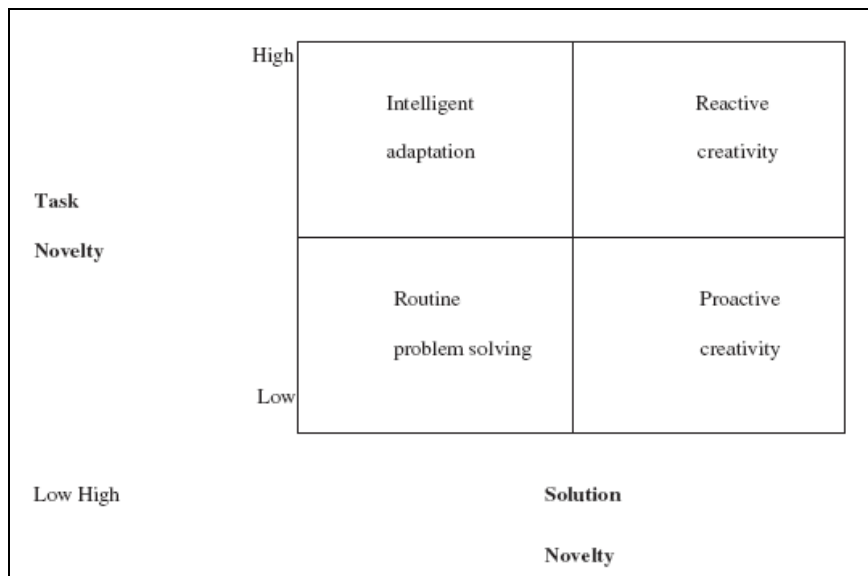 High
Intelligent
adaptation
Reactive
creativity
Task
Novelty
Routine
problem solving
Proactive
creativity
Low
Low High
Solution
Novelty